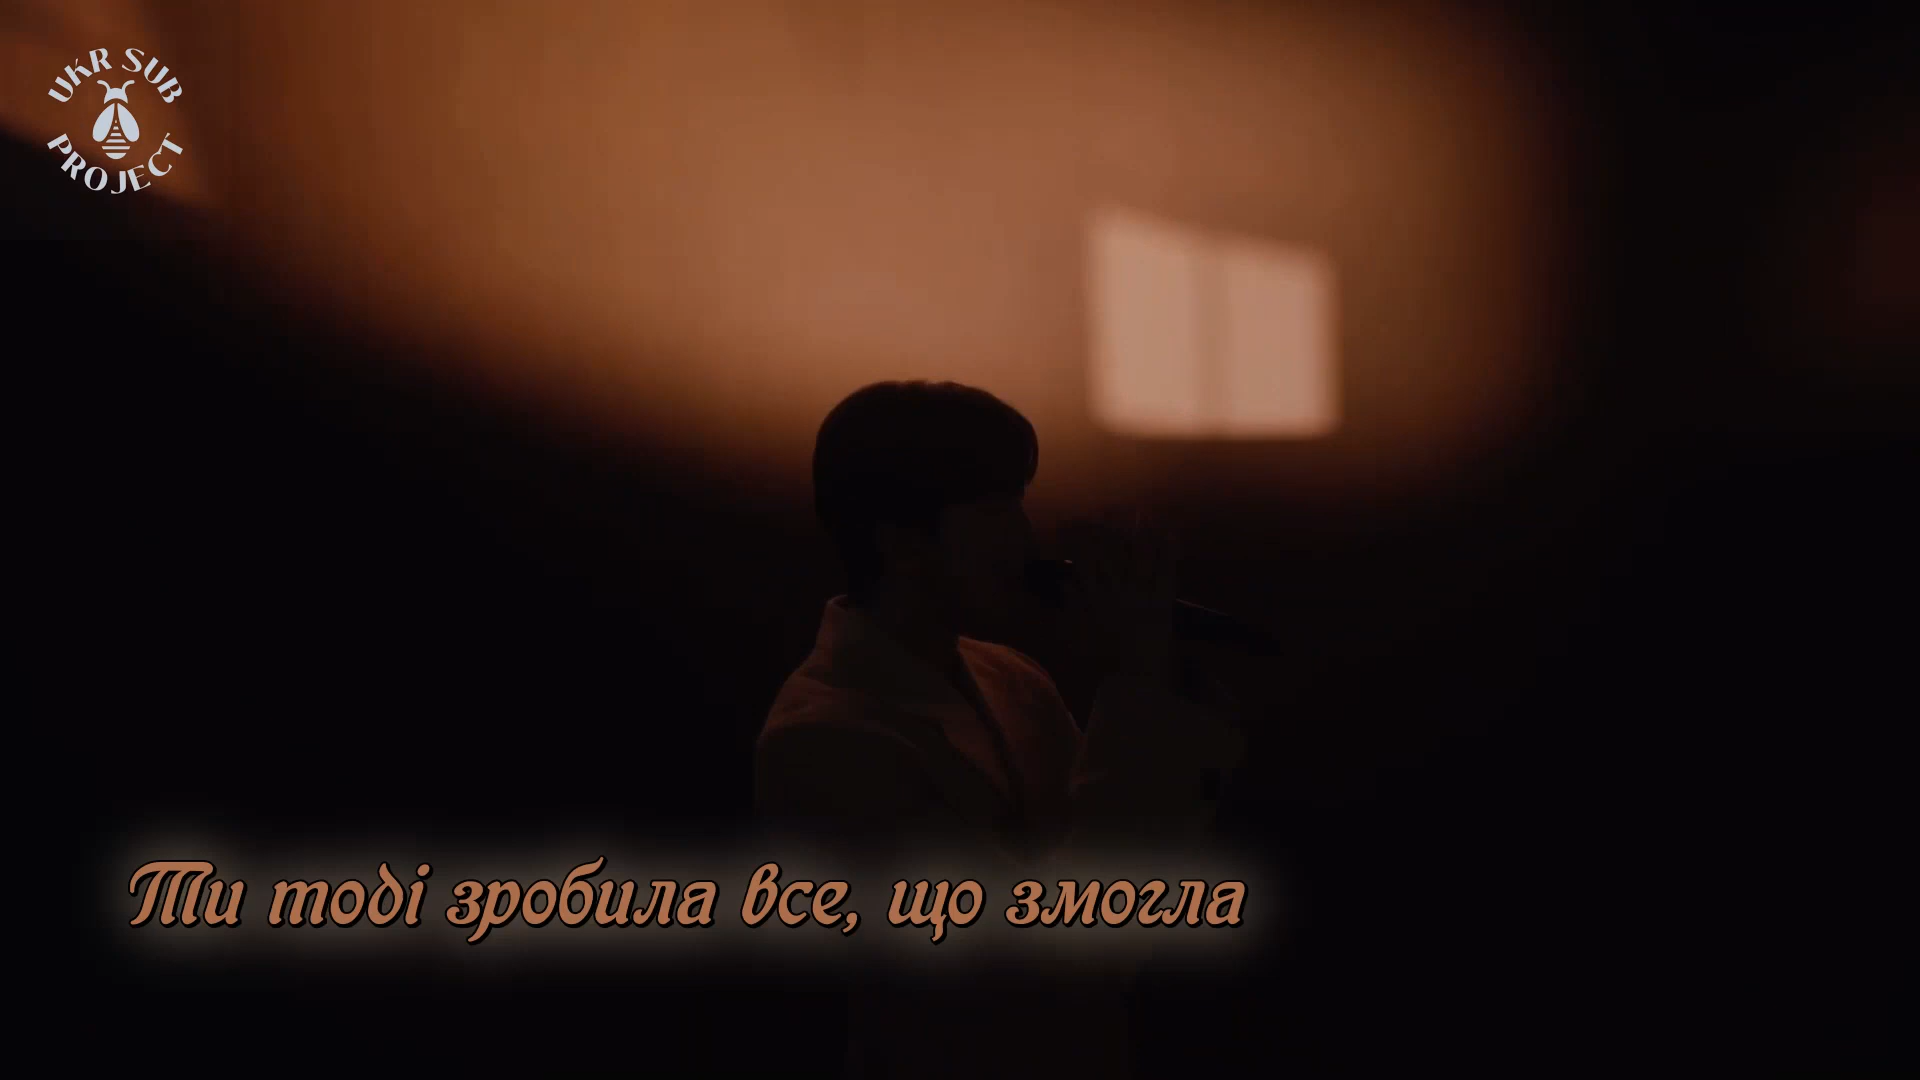 UKR SUB
PROJECT
Ти тоді зробила все, що змогла